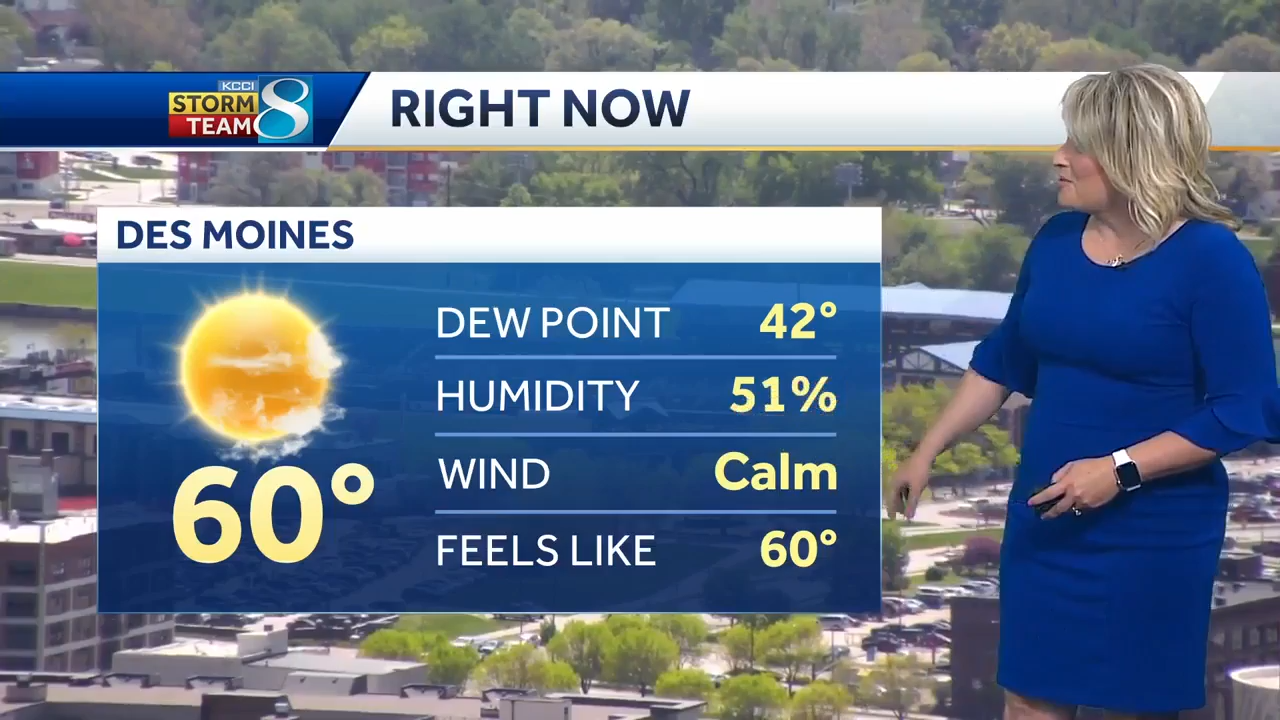 KCCI
STORM
TEAM 8
RIGHT NOW
DES MOINES
60°
DEW POINT 42°
HUMIDITY 51%
WIND Calm
FEELS LIKE 60°